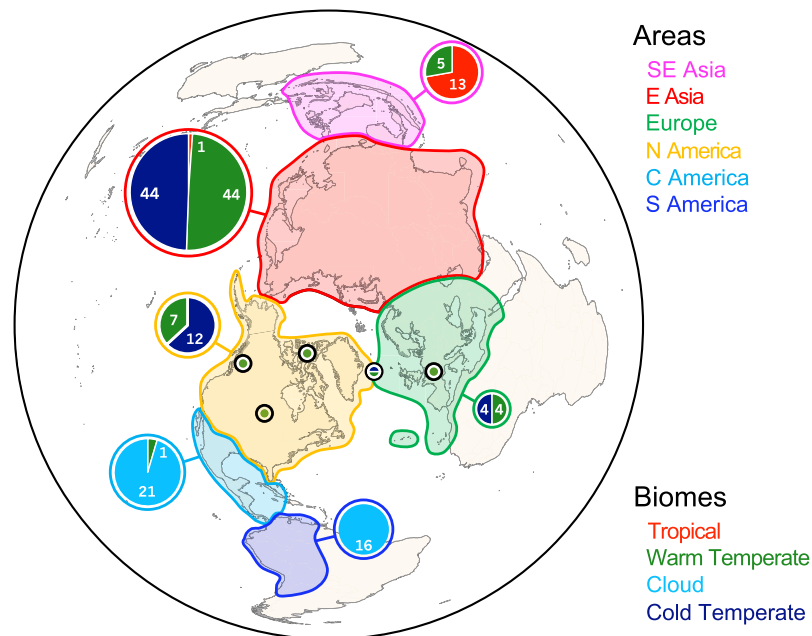 Areas
SE Asia
E Asia
Europe
N America
C America
S America
5
13
1
44
44
7
12
4
4
1
21
16
Biomes
Tropical
Warm Temperate
Cloud
Cold Temperate